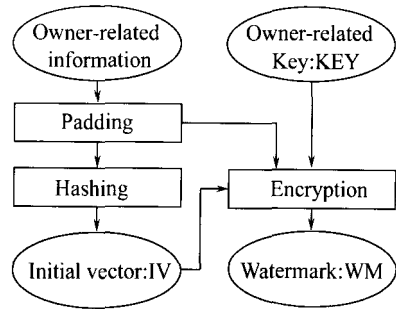 Owner-related
information
Owner-related
Key:KEY
Padding
Hashing
Encryption
Initial vector:IV
Watermark:WM